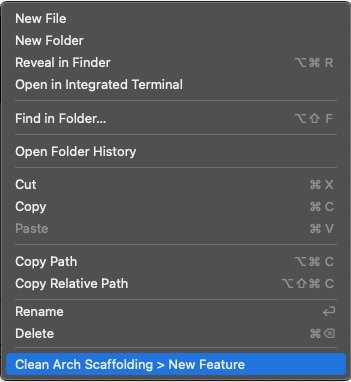 New File
New Folder
Reveal in Finder ⌥⌘ R
Open in Integrated Terminal
Find in Folder... ⌥⇧ F
Open Folder History
Cut ⌘ X
Copy ⌘ C
Paste ⌘ V
Copy Path ⌥⌘ C
Copy Relative Path ⌥⇧⌘ C
Rename ⏎
Delete ⌘⌫
Clean Arch Scaffolding > New Feature